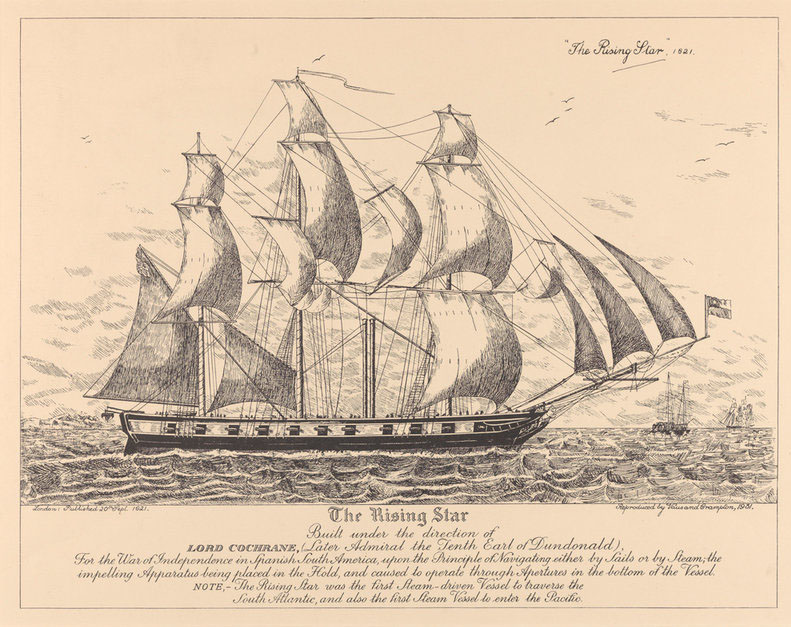 "The Rising Star", 1821.
London: Published 20th Sept. 1821.
Reproduced by Titus and Crampton, 1931.
The Rising Star
Built under the direction of
LORD COCHRANE, (Later Admiral the Tenth Earl of Dundonald),
For the War of Independence in Spanish South America, upon the Principle of Navigating either by Sails or by Steam; the
impelling Apparatus being placed in the Hold, and caused to operate through Apertures in the bottom of the Vessel.
NOTE,- The Rising Star was the first Steam-driven Vessel to traverse the
South Atlantic, and also the first Steam Vessel to enter the Pacific.